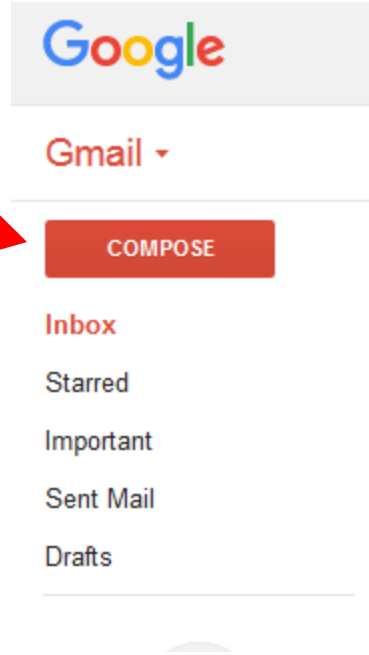 Google
Gmail
COMPOSE
Inbox
Starred
Important
Sent Mail
Drafts